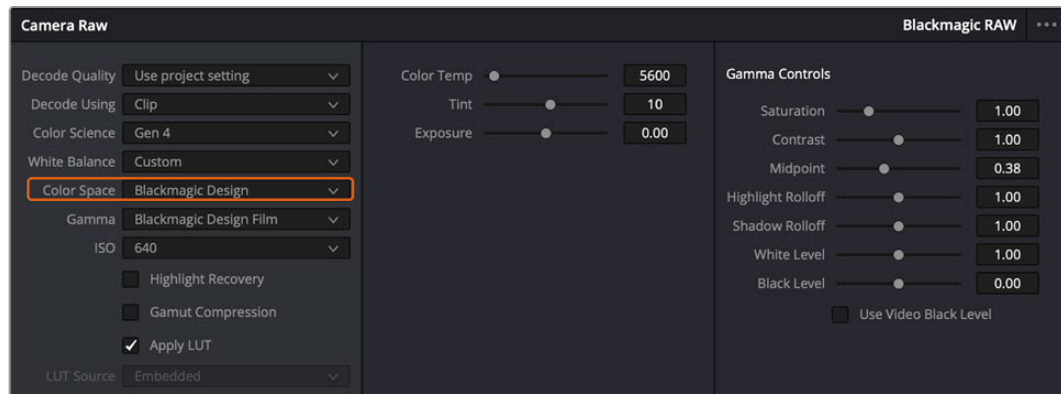 Camera Raw
Blackmagic RAW
Decode Quality Use project setting
Decode Using Clip
Color Science Gen 4
White Balance Custom
Color Space Blackmagic Design
Gamma Blackmagic Design Film
ISO 640
Highlight Recovery
Gamut Compression
Apply LUT
LUT Source Embedded
Color Temp 5600
Tint 10
Exposure 0.00
Gamma Controls
Saturation 1.00
Contrast 1.00
Midpoint 0.38
Highlight Rolloff 1.00
Shadow Rolloff 1.00
White Level 1.00
Black Level 0.00
Use Video Black Level